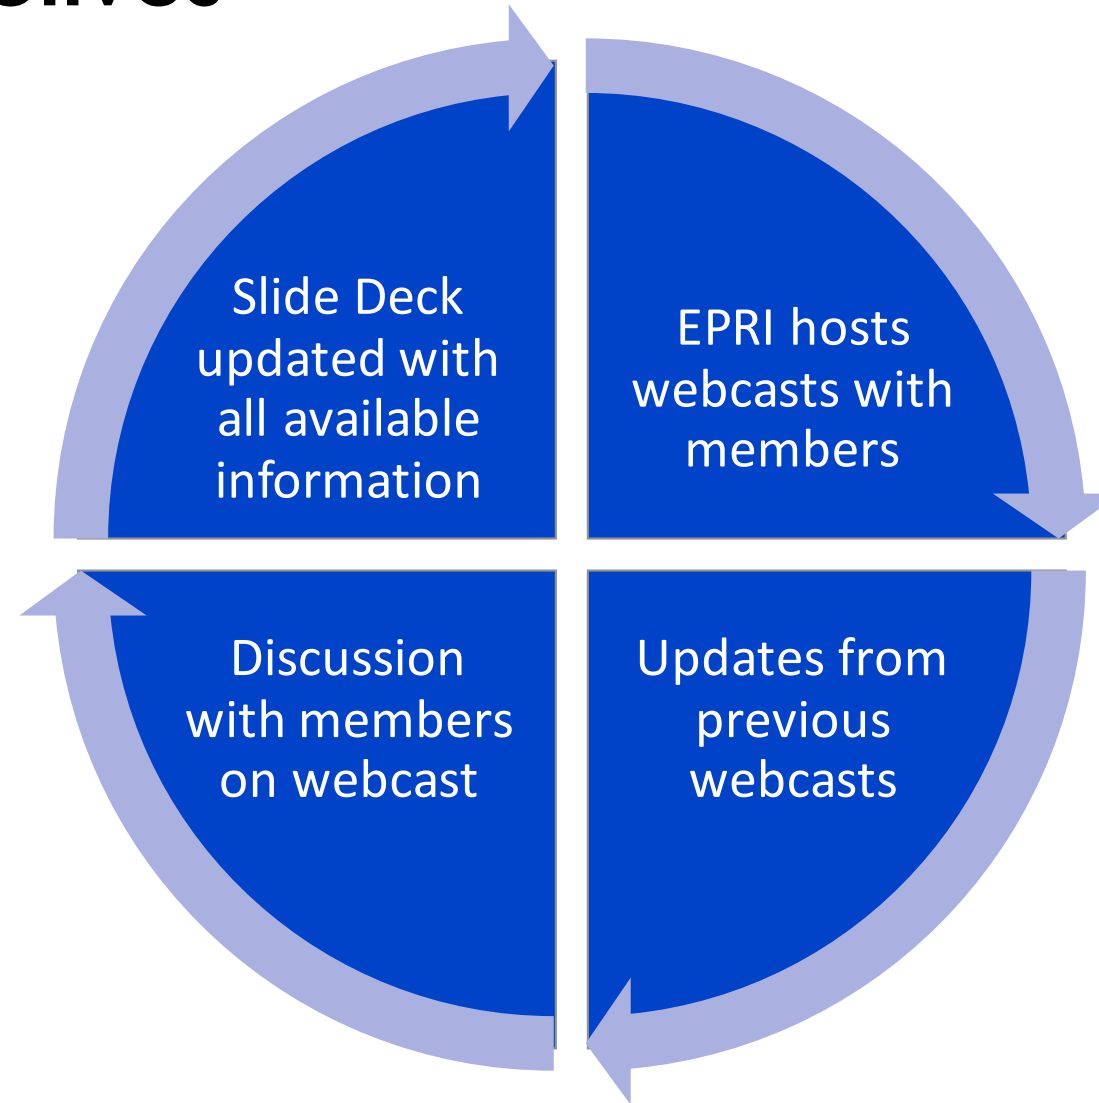 Slide Deck
updated with
all available
information
EPRI hosts
webcasts with
members
Discussion
with members
on webcast
Updates from
previous
webcasts